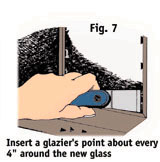 Fig. 7
Insert a glazier's point about every
4" around the new glass